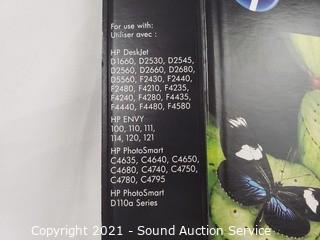 For use with:
Utiliser avec :
HP DeskJet
D1660, D2530, D2545,
D2560, D2660, D2680,
D5560, F2430, F2440,
F2480, F4210, F4235,
F4240, F4280, F4435,
F4440, F4480, F4580
HP ENVY
100, 110, 111,
114, 120, 121
HP PhotoSmart
C4635, C4640, C4650,
C4680, C4740, C4750,
C4780, C4795
HP PhotoSmart
D110a Series
Copyright 2021 - Sound Auction Service